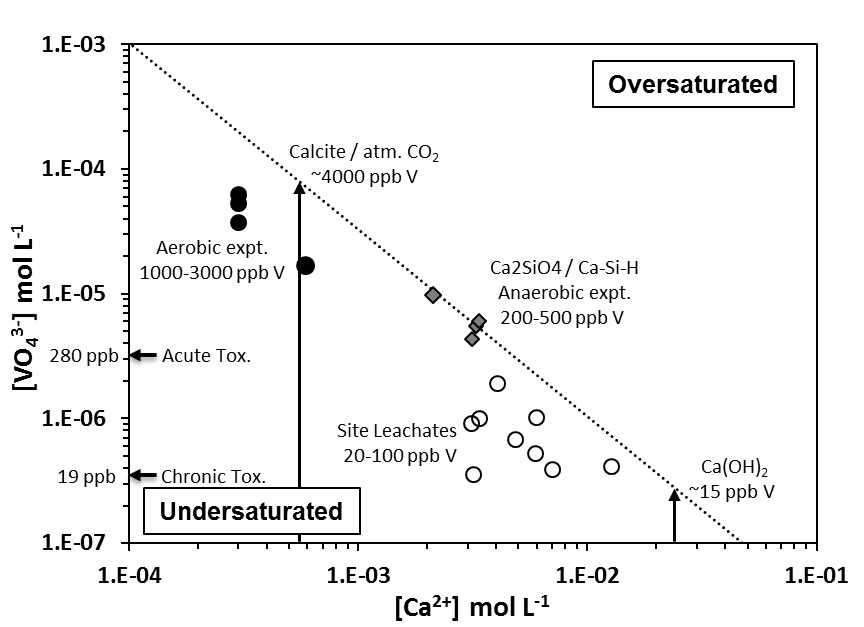 1.E-03
Oversaturated
Calcite / atm. CO₂
~4000 ppb V
1.E-04
Aerobic expt.
1000-3000 ppb V
Ca2SiO4 / Ca-Si-H
Anaerobic expt.
200-500 ppb V
1.E-05
[VO₄³⁻] mol L⁻¹
280 ppb
Acute Tox.
1.E-06
Site Leachates
20-100 ppb V
19 ppb
Chronic Tox.
Ca(OH)₂
~15 ppb V
Undersaturated
1.E-07
1.E-04
1.E-03
1.E-02
1.E-01
[Ca²⁺] mol L⁻¹